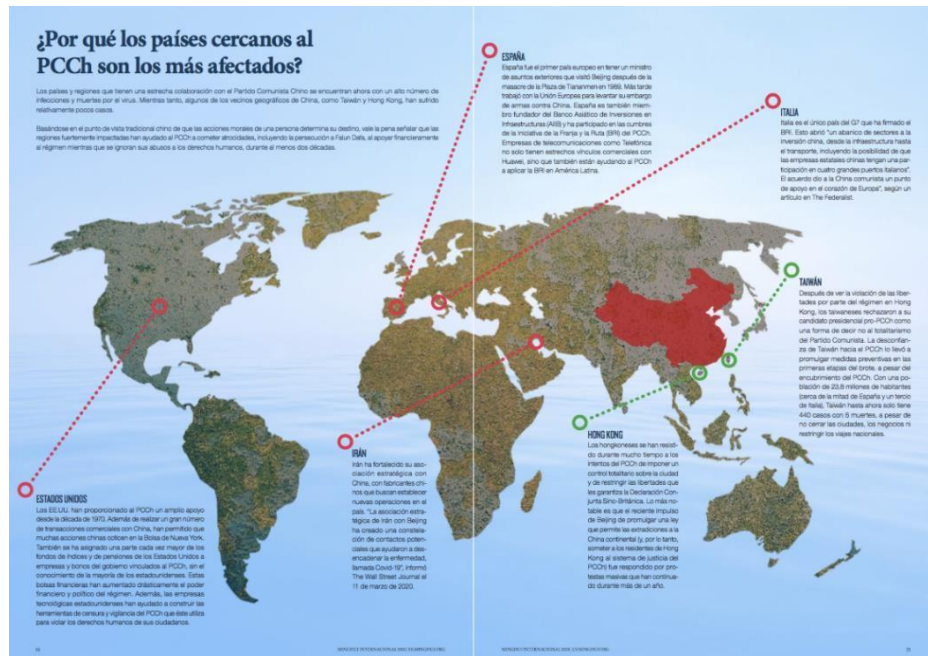 ¿Por qué los países cercanos al
PCCh son los más afectados?
Los países y regiones que tienen una estrecha colaboración con el Partido Comunista Chino se encuentran ahora con un alto número de
infecciones y muertes por el virus. Mientras tanto, algunos de los vecinos geográficos de China, como Taiwán y Hong Kong, han sufrido
relativamente pocos casos.
Basándose en el punto de vista tradicional chino de que las acciones morales de una persona determina su destino, vale la pena señalar que las
regiones fuertemente impactadas han ayudado al PCCh a cometer atrocidades, incluyendo la persecución a Falun Dafa, al apoyar financieramente
al régimen mientras que se ignoran sus abusos a los derechos humanos, durante al menos dos décadas.
ESPAÑA
España fue el primer país europeo en tener un ministro
de asuntos exteriores que visitó Beijing después de la
masacre de la Plaza de Tiananmen en 1989. Más tarde
trabajó con la Unión Europea para levantar su embargo
de armas contra China. España es también miem-
bro fundador del Banco Asiático de Inversiones en
Infraestructuras (AIIB) y ha participado en las cumbres
de la iniciativa de la Franja y la Ruta (BRI) del PCCh.
Empresas de telecomunicaciones como Telefónica
no solo tienen estrechos vínculos comerciales con
Huawei, sino que también están ayudando al PCCh
a aplicar la BRI en América Latina.
ITALIA
Italia es el único país del G7 que ha firmado el
BRI. Esto abrió "un abanico de sectores a la
inversión china, desde la infraestructura hasta
el transporte, incluyendo la posibilidad de que
las empresas estatales chinas tengan una par-
ticipación en cuatro grandes puertos italianos".
El acuerdo dio a la China comunista un punto
de apoyo en el corazón de Europa", según un
artículo en The Federalist.
TAIWÁN
Después de ver la violación de las liber-
tades por parte del régimen en Hong
Kong, los taiwaneses rechazaron a su
candidato presidencial pro-PCCh como
una forma de decir no al totalitarismo
del Partido Comunista. La desconfian-
za de Taiwán hacia el PCCh lo llevó a
promulgar medidas preventivas en las
primeras etapas del brote, a pesar del
encubrimiento del PCCh. Con una po-
blación de 23,8 millones de habitantes
(cerca de la mitad de España y un tercio
de Italia), Taiwán hasta ahora solo tiene
440 casos con 6 muertes, a pesar de
no cerrar las ciudades, los negocios ni
restringir los viajes nacionales.
HONG KONG
Los hongkoneses se han resisti-
do durante mucho tiempo a los
intentos del PCCh de imponer un
control totalitario sobre la ciudad
y de restringir las libertades que
les garantiza la Declaración Con-
junta Sino-Británica. Lo más no-
table es que el reciente impulso
de Beijing de promulgar una ley
que permita las extradiciones a la
China continental (y, por lo tanto,
someter a los residentes de Hong
Kong al sistema de justicia del
PCCh) fue respondido por pro-
testas masivas que han continua-
do durante más de un año.
IRÁN
Irán ha fortalecido su aso-
ciación estratégica con
China, con fabricantes chi-
nos que buscan establecer
nuevas operaciones en el
país. "La asociación estra-
tégica de Irán con Beijing
ha creado una constela-
ción de contactos poten-
ciales que ayudaron a des-
encadenar la enfermedad,
llamada Covid-19", informó
The Wall Street Journal el
11 de marzo de 2020.
ESTADOS UNIDOS
Los EE.UU. han proporcionado al PCCh un amplio apoyo
desde la década de 1970. Además de realizar un gran número
de transacciones comerciales con China, han permitido que
muchas acciones chinas coticen en la Bolsa de Nueva York.
También se ha asignado una parte cada vez mayor de los
fondos de índices y de pensiones de los Estados Unidos a
empresas y bonos del gobierno vinculados al PCCh, sin el
conocimiento de la mayoría de los estadounidenses. Estas
bolsas financieras han aumentado drásticamente el poder
financiero y político del régimen. Además, las empresas
tecnológicas estadounidenses han ayudado a construir las
herramientas de censura y vigilancia del PCCh que éste utiliza
para violar los derechos humanos de sus ciudadanos.